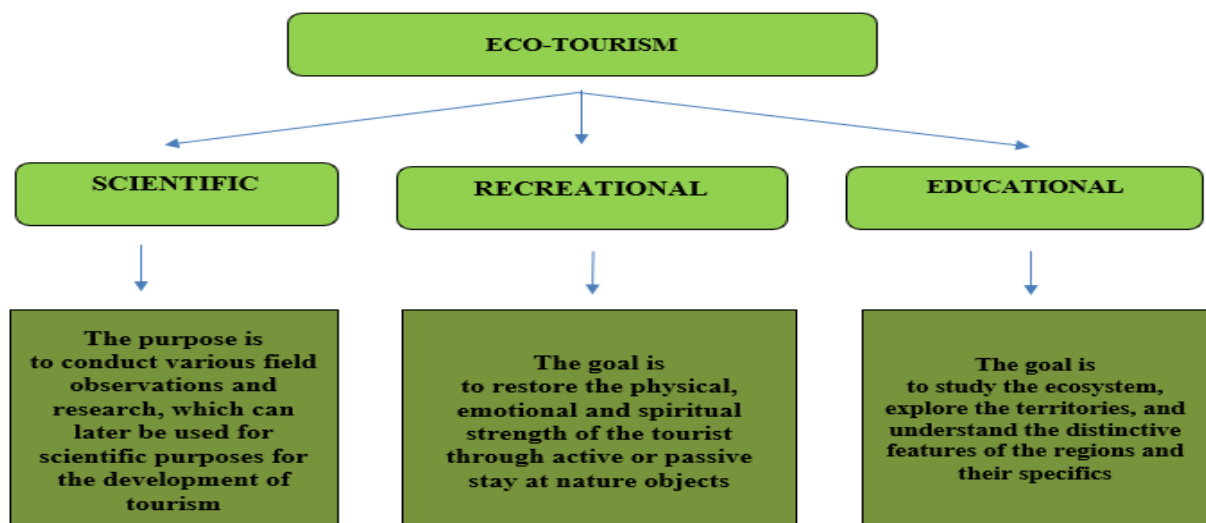 ECO-TOURISM
SCIENTIFIC
RECREATIONAL
EDUCATIONAL
The purpose is
to conduct various field
observations and
research, which can
later be used for
scientific purposes for
the development of
tourism
The goal is
to restore the physical,
emotional and spiritual
strength of the tourist
through active or passive
stay at nature objects
The goal is
to study the ecosystem,
explore the territories, and
understand the distinctive
features of the regions and
their specifics